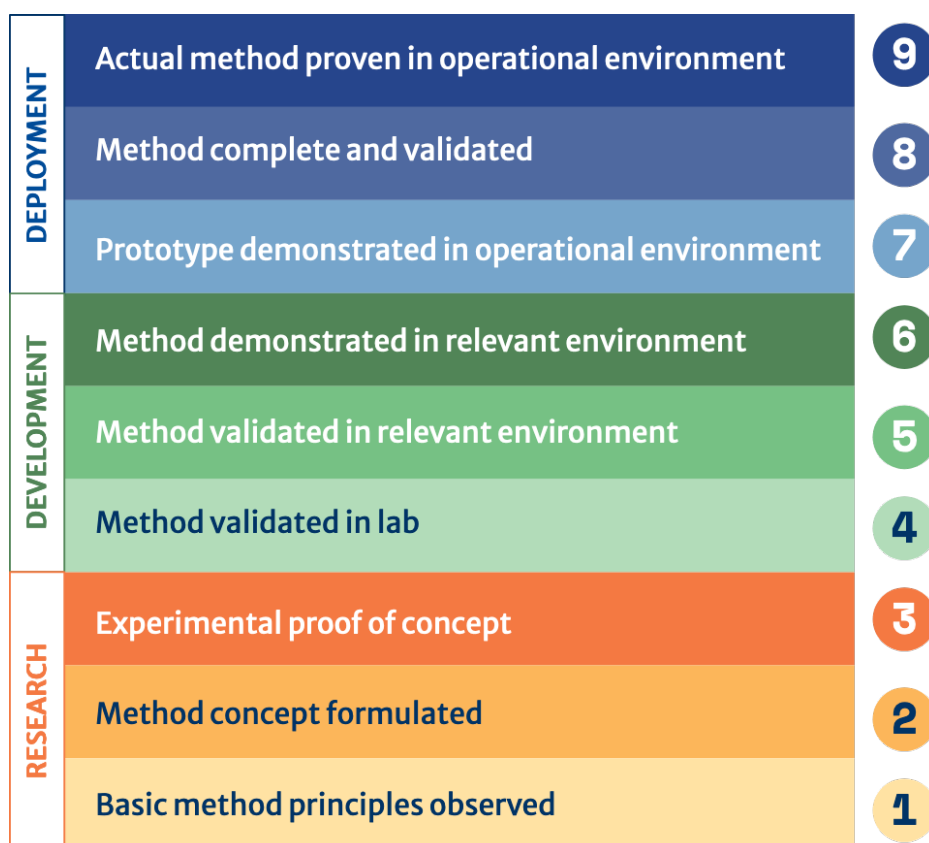 DEPLOYMENT
Actual method proven in operational environment
9
Method complete and validated
8
Prototype demonstrated in operational environment
7
DEVELOPMENT
Method demonstrated in relevant environment
6
Method validated in relevant environment
5
Method validated in lab
4
RESEARCH
Experimental proof of concept
3
Method concept formulated
2
Basic method principles observed
1